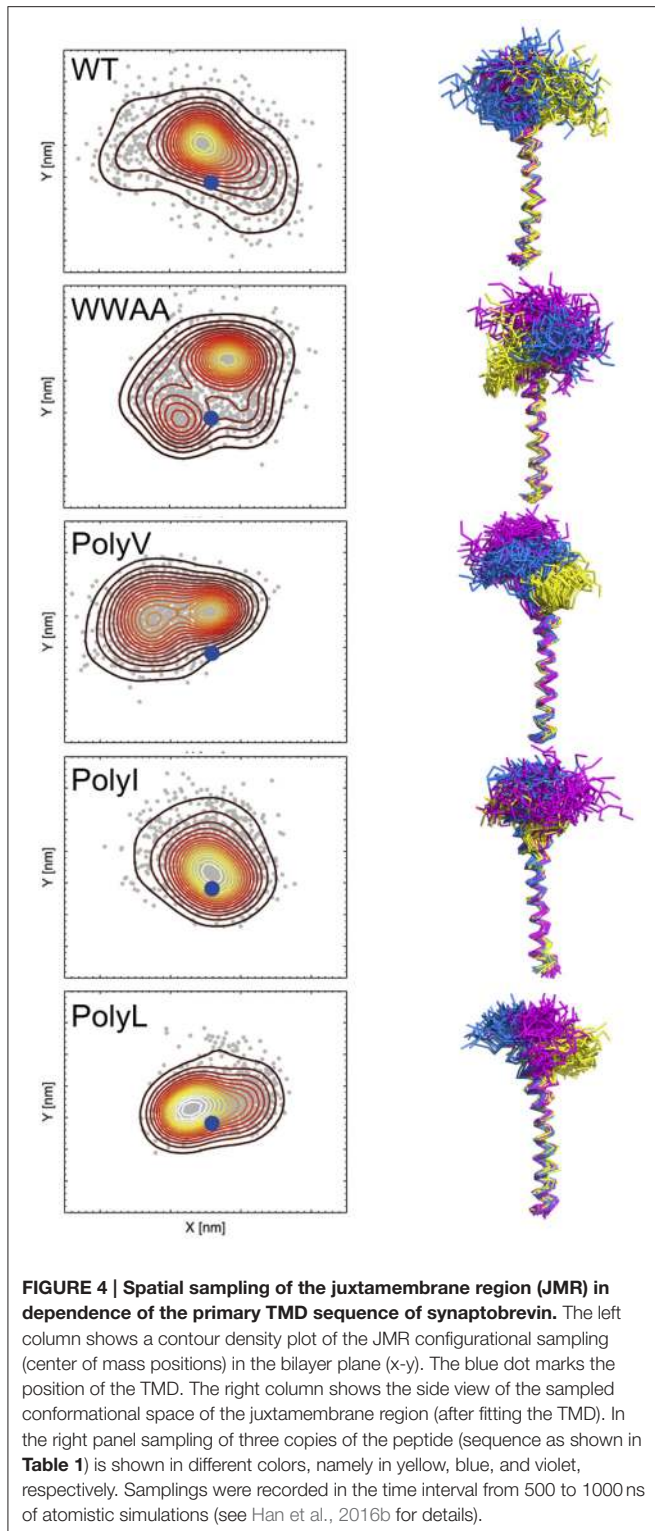 WT
Y [nm]
WWAA
Y [nm]
PolyV
Y [nm]
PolyI
Y [nm]
PolyL
Y [nm]
X [nm]
FIGURE 4 | Spatial sampling of the juxtamembrane region (JMR) in
dependence of the primary TMD sequence of synaptobrevin. The left
column shows a contour density plot of the JMR configurational sampling
(center of mass positions) in the bilayer plane (x-y). The blue dot marks the
position of the TMD. The right column shows the side view of the sampled
conformational space of the juxtamembrane region (after fitting the TMD). In
the right panel sampling of three copies of the peptide (sequence as shown in
Table 1) is shown in different colors, namely in yellow, blue, and violet,
respectively. Samplings were recorded in the time interval from 500 to 1000 ns
of atomistic simulations (see Han et al., 2016b for details).